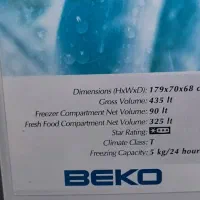 Dimensions (HxWxD): 179x70x68 c
Gross Volume: 435 lt
Freezer Compartment Net Volume: 90 lt
Fresh Food Compartment Net Volume: 325 lt
Star Rating:
Climate Class: T
Freezing Capacity: 5 kg/24 hour
BEKO